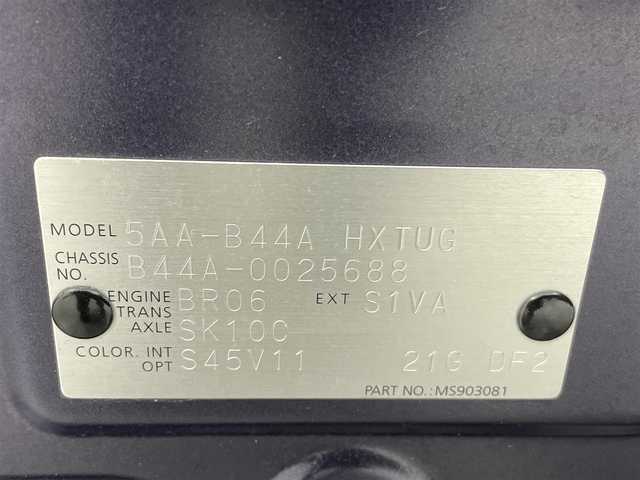 MODEL 5AA-B44A HXTUG
CHASSIS NO. B44A-0025688
ENGINE BR06 EXT S1VA
TRANS
AXLE SK10C
COLOR. INT S45V11 21G DF2
OPT
PART NO.:MS903081